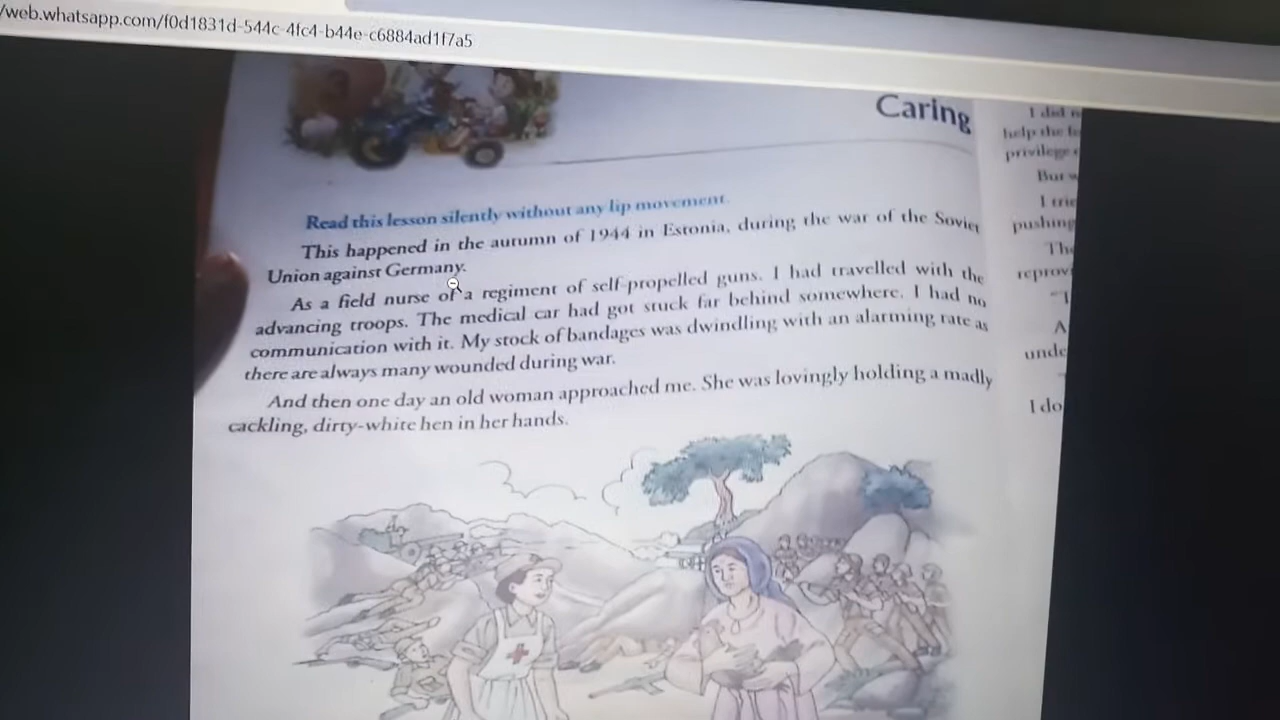 /web.whatsapp.com/f0d1831d-544c-4fc4-b44e-c6884ad1f7a5
Caring
Read this lesson silently without any lip movement.
This happened in the autumn of 1944 in Estonia, during the war of the Soviet
Union against Germany.
As a field nurse of a regiment of self-propelled guns. I had travelled with the
advancing troops. The medical car had got stuck far behind somewhere. I had no
communication with it. My stock of bandages was dwindling with an alarming rate as
there are always many wounded during war.
And then one day an old woman approached me. She was lovingly holding a madly
cackling, dirty-white hen in her hands.
I did
help the
privilege
But
I
pushing
I do